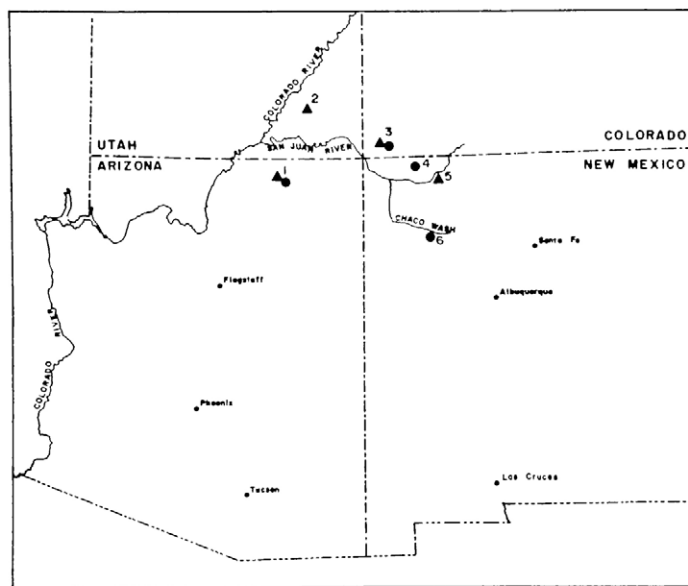 COLORADO
RIVER
2
3
UTAH
SAN JUAN RIVER
COLORADO
ARIZONA
4
NEW MEXICO
1
5
CHACO WASH
6
Santa Fe
Flagstaff
Albuquerque
COLORADO
RIVER
Phoenix
Las Cruces
Tucson